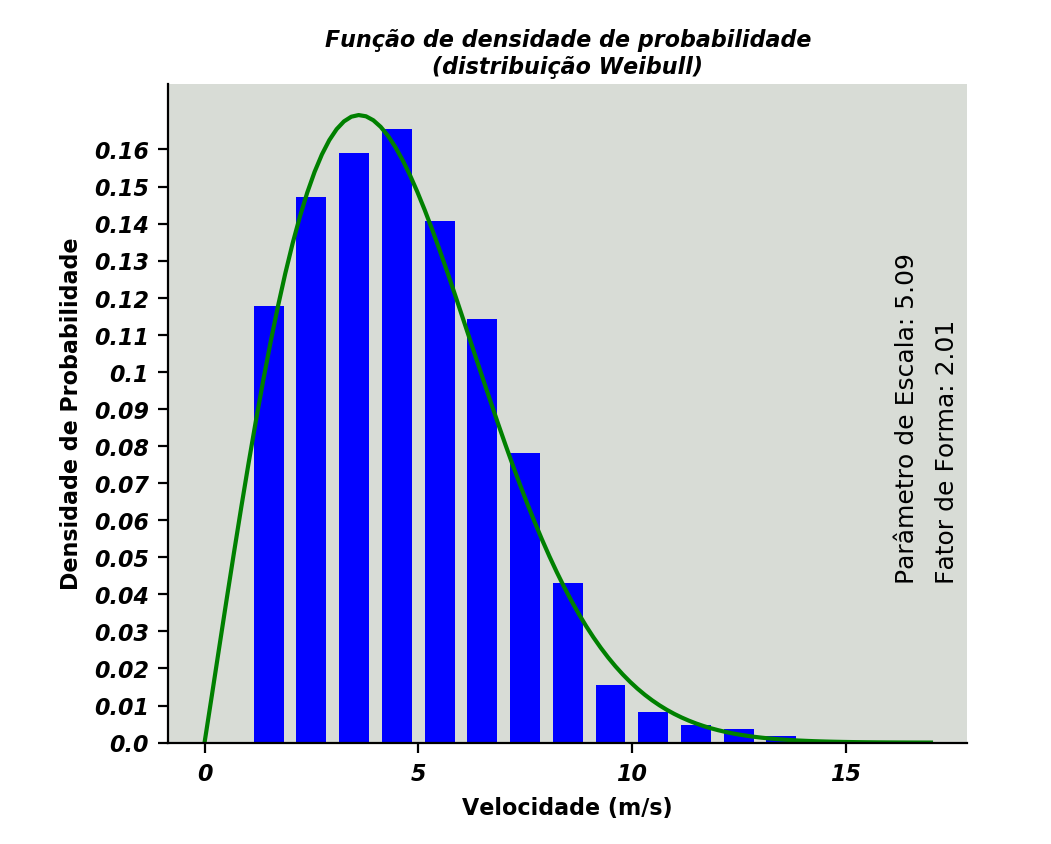 Função de densidade de probabilidade
(distribuição Weibull)
0.16
0.15
0.14
0.13
0.12
0.11
0.1
0.09
0.08
0.07
0.06
0.05
0.04
0.03
0.02
0.01
0.0
Densidade de Probabilidade
0 5 10 15
Velocidade (m/s)
Parâmetro de Escala: 5.09
Fator de Forma: 2.01